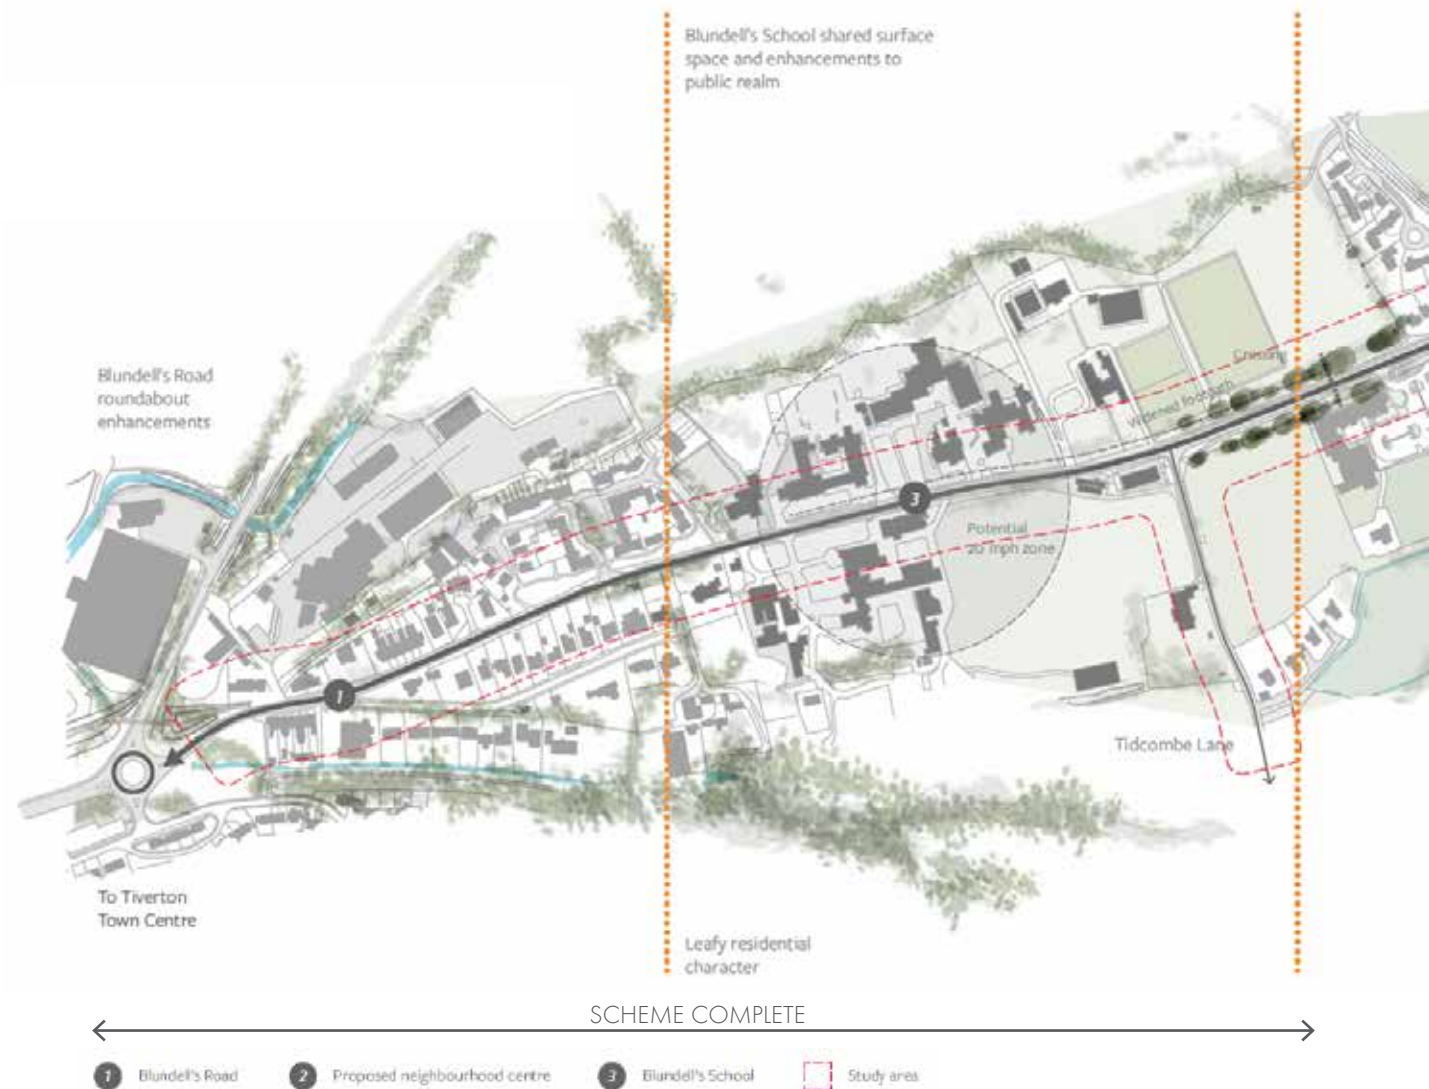 Blundell's School shared surface
space and enhancements to
public realm
Blundell's Road
roundabout
enhancements
Crossing
Widened footpath
3
Potential
20 mph zone
1
Tidcombe Lane
To Tiverton
Town Centre
Leafy residential
character
SCHEME COMPLETE
1 Blundell's Road
2 Proposed neighbourhood centre
3 Blundell's School
Study area